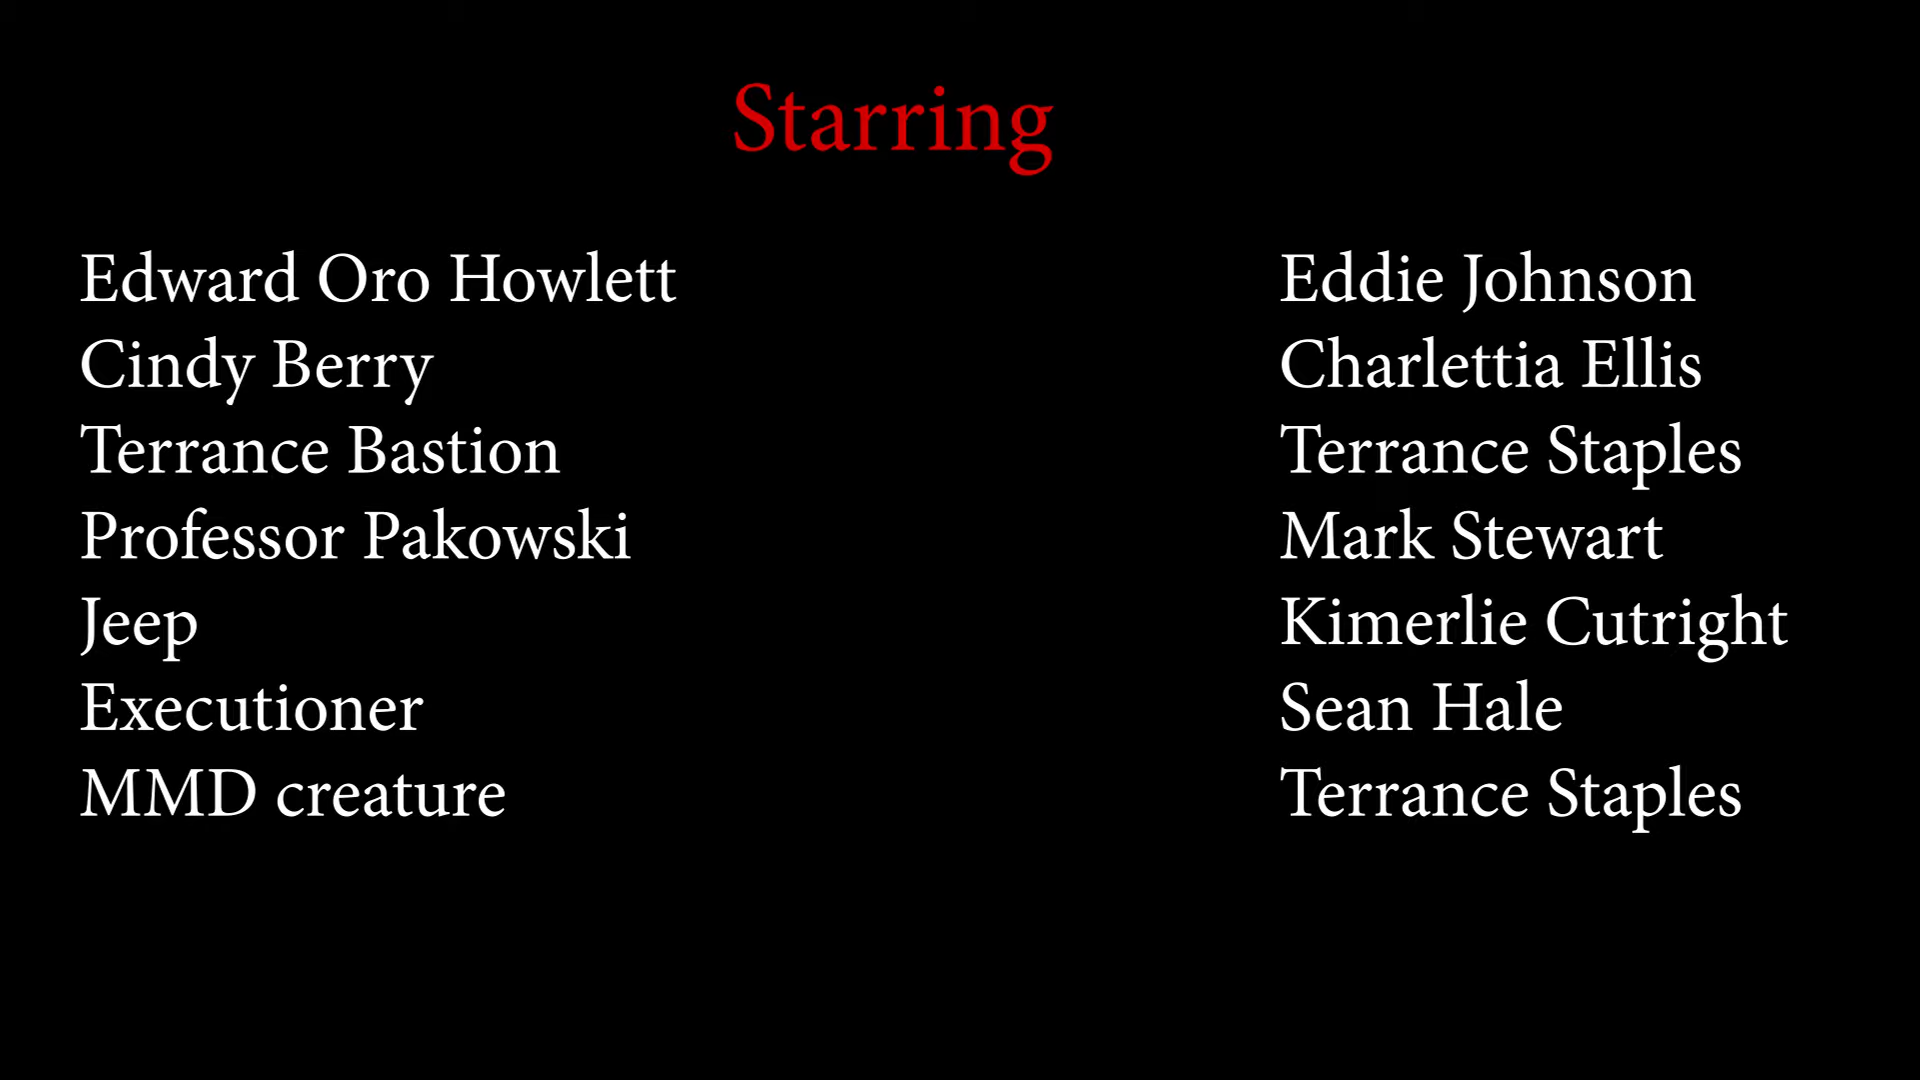 Starring
Edward Oro Howlett Eddie Johnson
Cindy Berry Charlettia Ellis
Terrance Bastion Terrance Staples
Professor Pakowski Mark Stewart
Jeep Kimerlie Cutright
Executioner Sean Hale
MMD creature Terrance Staples